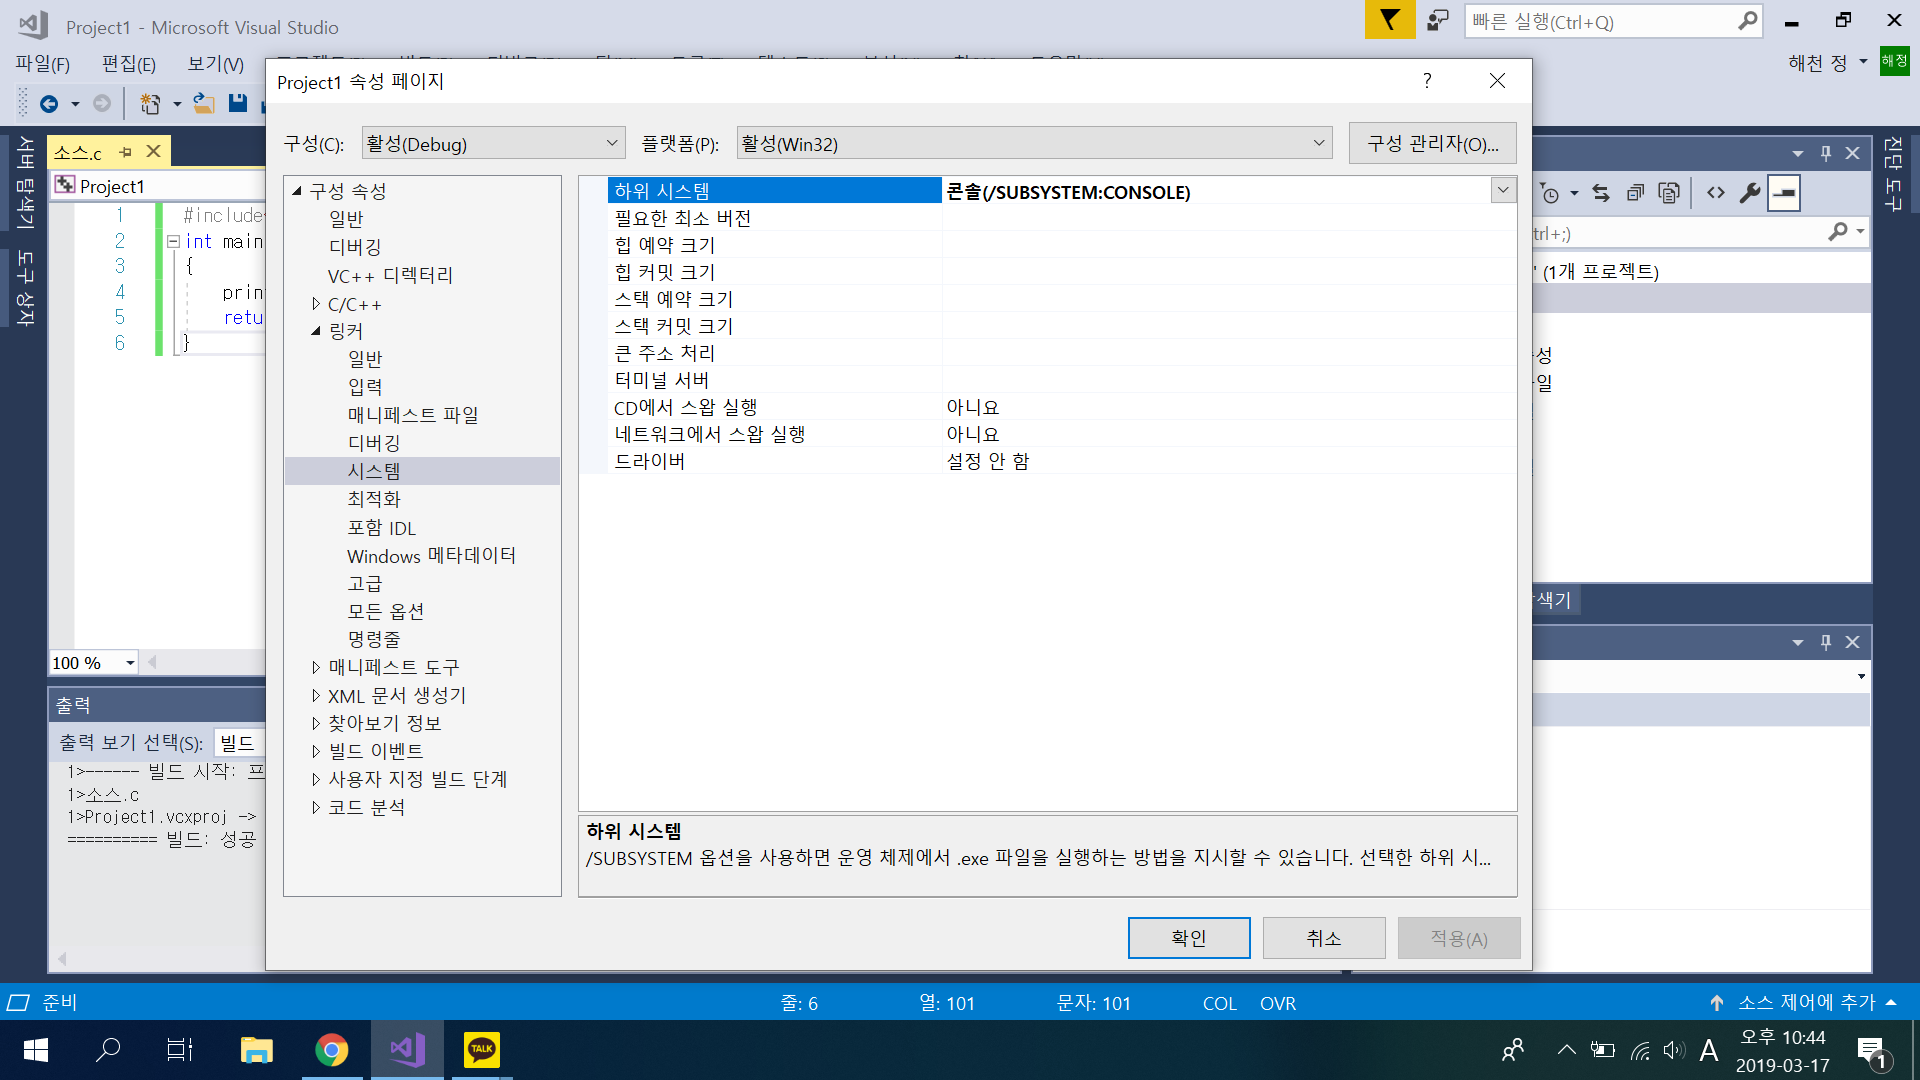 Project1 - Microsoft Visual Studio
빠른 실행(Ctrl+Q)
파일(F) 편집(E) 보기(V)
해천 정
해정
Project1 속성 페이지
?
구성(C): 활성(Debug) 플랫폼(P): 활성(Win32) 구성 관리자(O)...
서버 탐색기
도구 상자
소스.c
Project1
1 #include
2 int main
3 {
4 prin
5 retu
6 }
100 %
출력
출력 보기 선택(S): 빌드
1>------ 빌드 시작: 프
1>소스.c
1>Project1.vcxproj ->
========== 빌드: 성공
구성 속성
일반
디버깅
VC++ 디렉터리
C/C++
링커
일반
입력
매니페스트 파일
디버깅
시스템
최적화
포함 IDL
Windows 메타데이터
고급
모든 옵션
명령줄
매니페스트 도구
XML 문서 생성기
찾아보기 정보
빌드 이벤트
사용자 지정 빌드 단계
코드 분석
하위 시스템 콘솔(/SUBSYSTEM:CONSOLE)
필요한 최소 버전
힙 예약 크기
힙 커밋 크기
스택 예약 크기
스택 커밋 크기
큰 주소 처리
터미널 서버
CD에서 스왑 실행 아니요
네트워크에서 스왑 실행 아니요
드라이버 설정 안 함
하위 시스템
/SUBSYSTEM 옵션을 사용하면 운영 체제에서 .exe 파일을 실행하는 방법을 지시할 수 있습니다. 선택한 하위 시...
확인 취소 적용(A)
진단 도구
trl+;)
' (1개 프로젝트)
성
일
색기
준비 줄: 6 열: 101 문자: 101 COL OVR 소스 제어에 추가
TALK
A
오후 10:44
2019-03-17
1